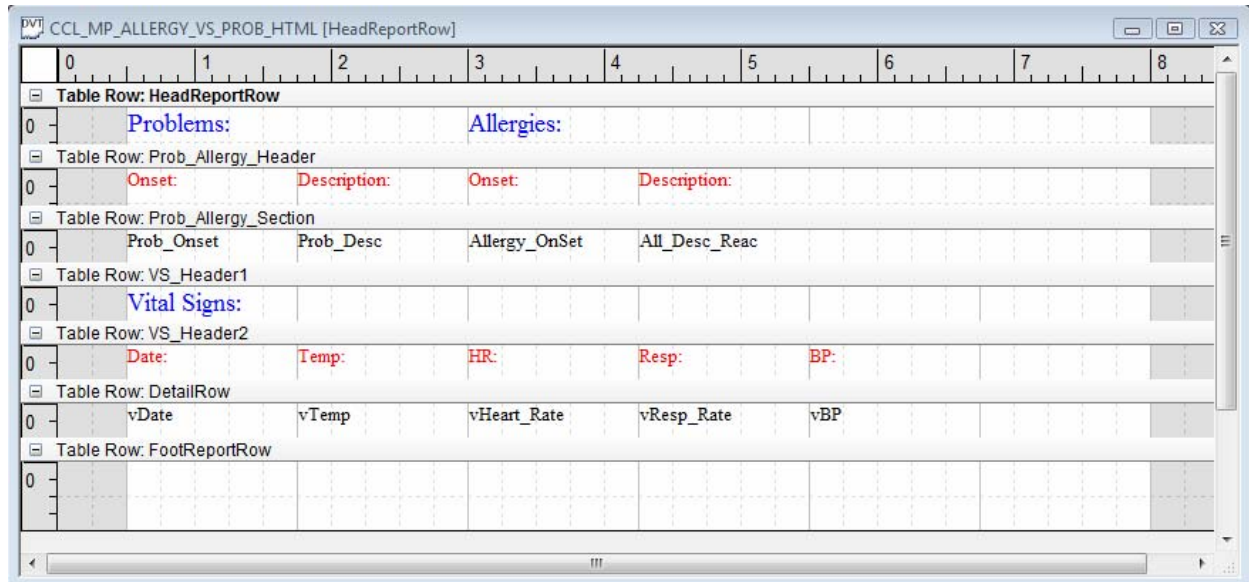 DVT CCL_MP_ALLERGY_VS_PROB_HTML [HeadReportRow]
0 1 2 3 4 5 6 7 8
Table Row: HeadReportRow
0 Problems: Allergies:
Table Row: Prob_Allergy_Header
0 Onset: Description: Onset: Description:
Table Row: Prob_Allergy_Section
0 Prob_Onset Prob_Desc Allergy_OnSet All_Desc_Reac
Table Row: VS_Header1
0 Vital Signs:
Table Row: VS_Header2
0 Date: Temp: HR: Resp: BP:
Table Row: DetailRow
0 vDate vTemp vHeart_Rate vResp_Rate vBP
Table Row: FootReportRow
0